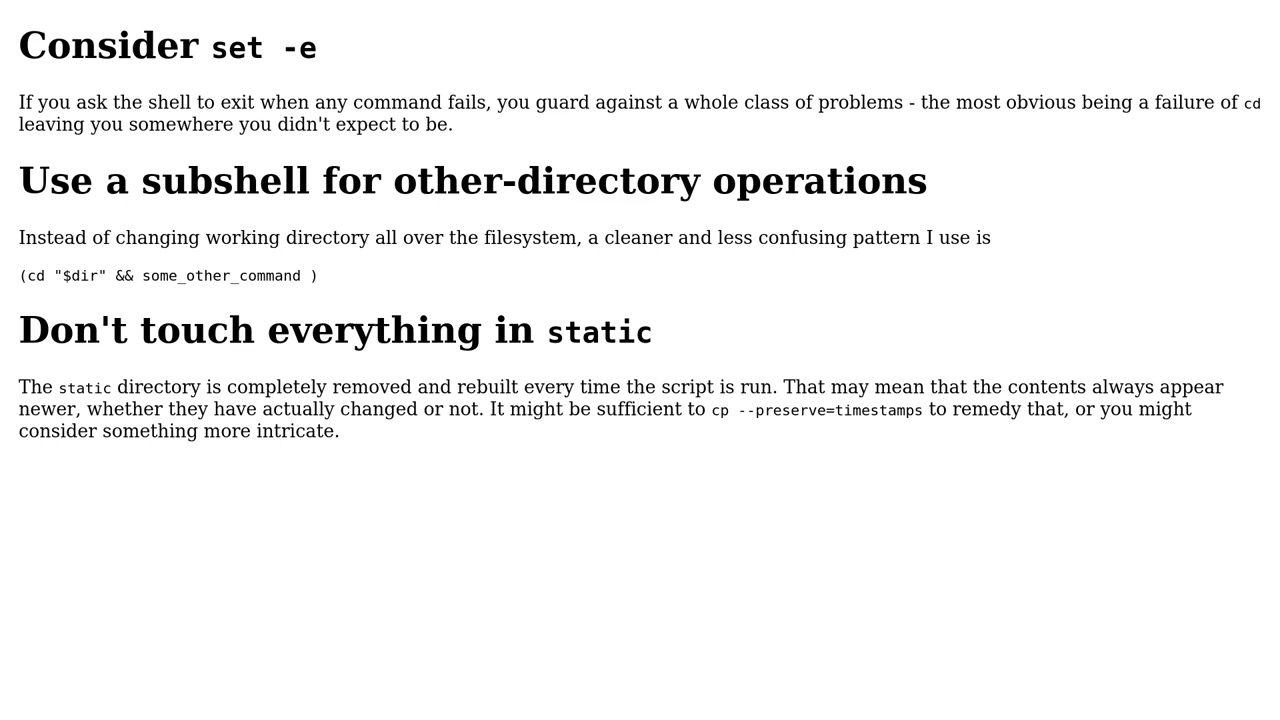 Consider set -e
If you ask the shell to exit when any command fails, you guard against a whole class of problems - the most obvious being a failure of cd
leaving you somewhere you didn't expect to be.
Use a subshell for other-directory operations
Instead of changing working directory all over the filesystem, a cleaner and less confusing pattern I use is
(cd "$dir" && some_other_command )
Don't touch everything in static
The static directory is completely removed and rebuilt every time the script is run. That may mean that the contents always appear
newer, whether they have actually changed or not. It might be sufficient to cp --preserve=timestamps to remedy that, or you might
consider something more intricate.